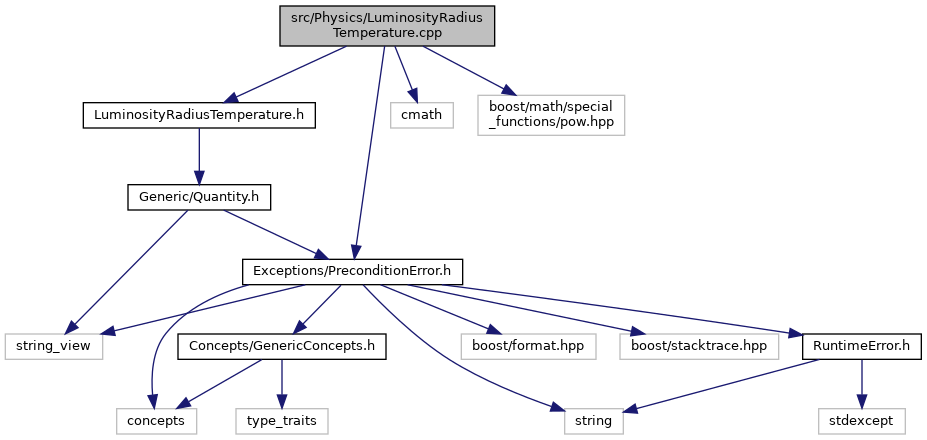 src/Physics/LuminosityRadius
Temperature.cpp
LuminosityRadiusTemperature.h
cmath
boost/math/special
_functions/pow.hpp
Generic/Quantity.h
Exceptions/PreconditionError.h
string_view
Concepts/GenericConcepts.h
boost/format.hpp
boost/stacktrace.hpp
RuntimeError.h
concepts
type_traits
string
stdexcept